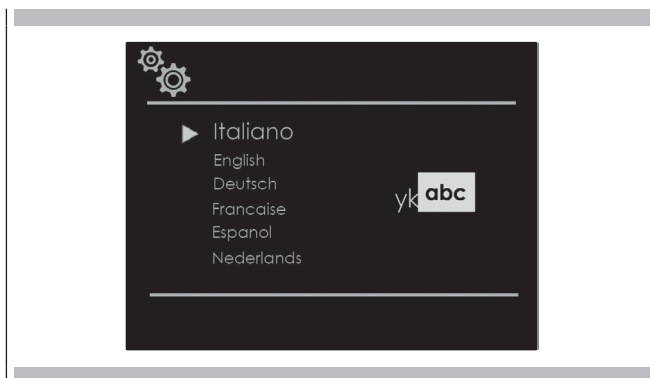 Italiano
English
Deutsch
yk abc
Francaise
Espanol
Nederlands